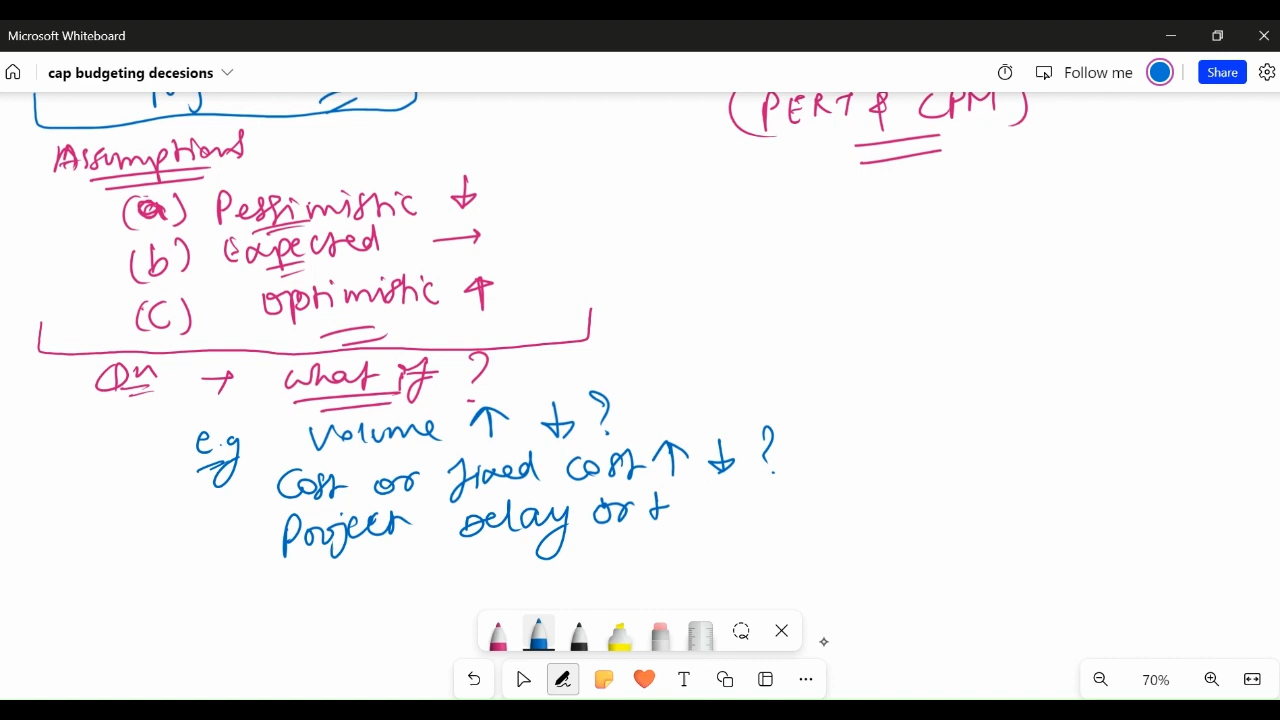 Microsoft Whiteboard
cap budgeting decesions
Follow me
Share
(PERT & CPM)
Assumptions
(a) Pessimistic ↓
(b) Expected →
(C) optimistic ↑
Qn → what if ?
e.g Volume ↑ ↓ ?
Cost or fixed cost ↑ ↓ ?
Project Delay or t
T
70%